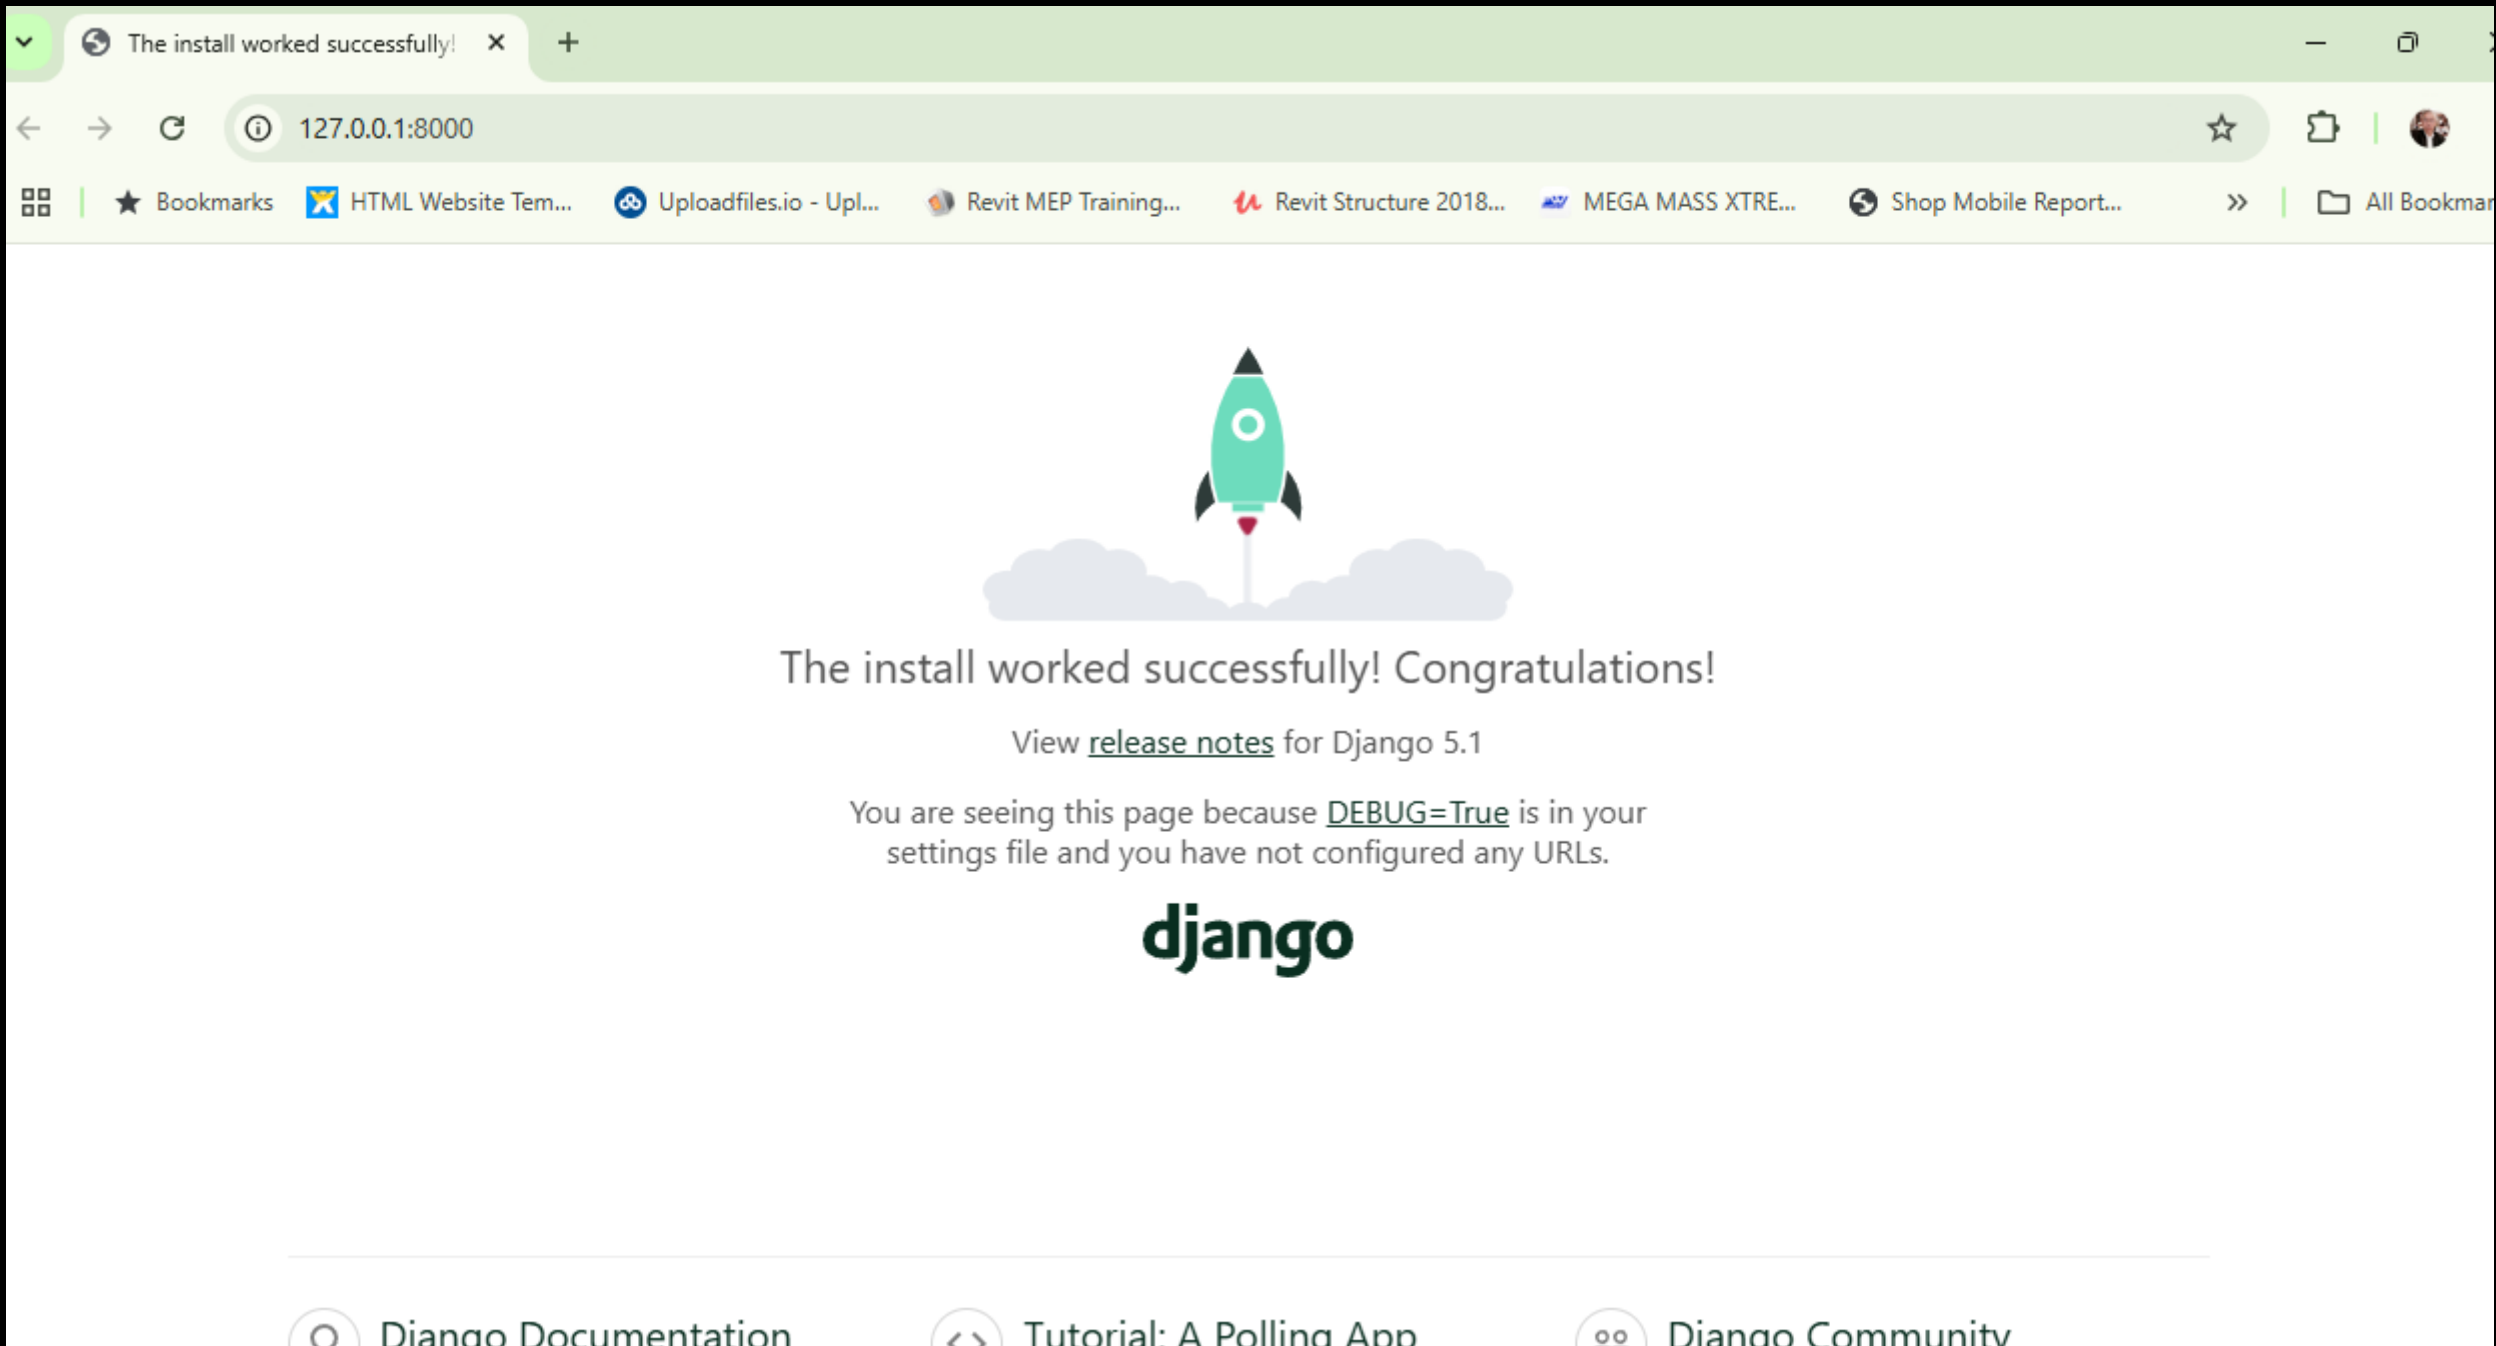 The install worked successfully!
127.0.0.1:8000
Bookmarks HTML Website Tem... Uploadfiles.io - Upl... Revit MEP Training... Revit Structure 2018... MEGA MASS XTRE... Shop Mobile Report... All Bookmar
The install worked successfully! Congratulations!
View release notes for Django 5.1
You are seeing this page because DEBUG=True is in your
settings file and you have not configured any URLs.
django
Django Documentation Tutorial: A Polling App Django Community